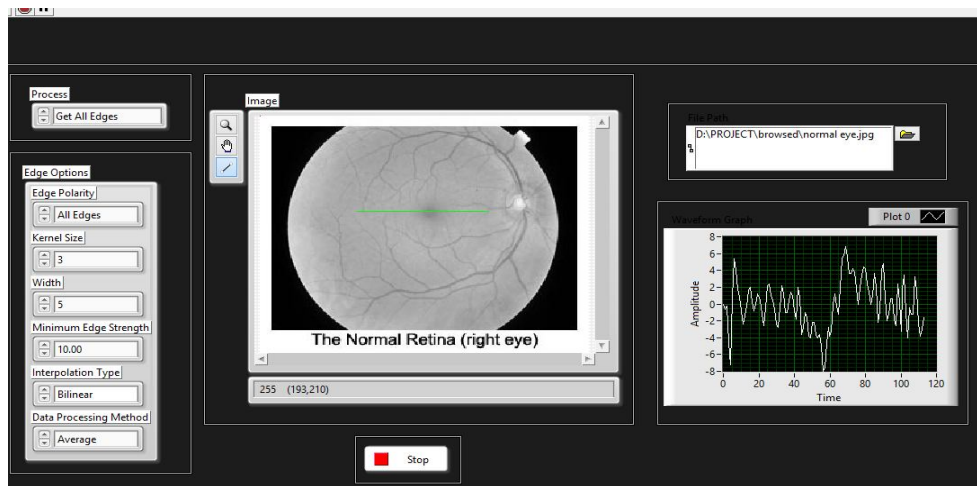 Process
Get All Edges
Edge Options
Edge Polarity
All Edges
Kernel Size
3
Width
5
Minimum Edge Strength
10.00
Interpolation Type
Bilinear
Data Processing Method
Average
Image
The Normal Retina (right eye)
255 (193,210)
Stop
File Path
D:\PROJECT\browsed\normal eye.jpg
Waveform Graph
Plot 0
Amplitude
8
6
4
2
0
-2
-4
-6
-8
0 20 40 60 80 100 120
Time